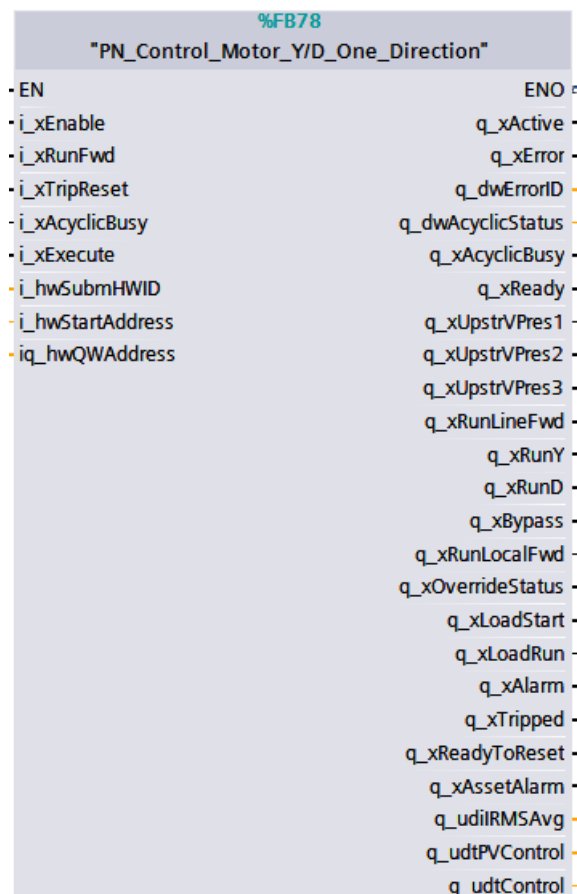 %FB78
"PN_Control_Motor_Y/D_One_Direction"
EN ENO
i_xEnable q_xActive
i_xRunFwd q_xError
i_xTripReset q_dwErrorID
i_xAcyclicBusy q_dwAcyclicStatus
i_xExecute q_xAcyclicBusy
i_hwSubmHWID q_xReady
i_hwStartAddress q_xUpstrVPres1
iq_hwQWAddress q_xUpstrVPres2
q_xUpstrVPres3
q_xRunLineFwd
q_xRunY
q_xRunD
q_xBypass
q_xRunLocalFwd
q_xOverrideStatus
q_xLoadStart
q_xLoadRun
q_xAlarm
q_xTripped
q_xReadyToReset
q_xAssetAlarm
q_udiIRMSAvg
q_udtPVControl
q_udtControl